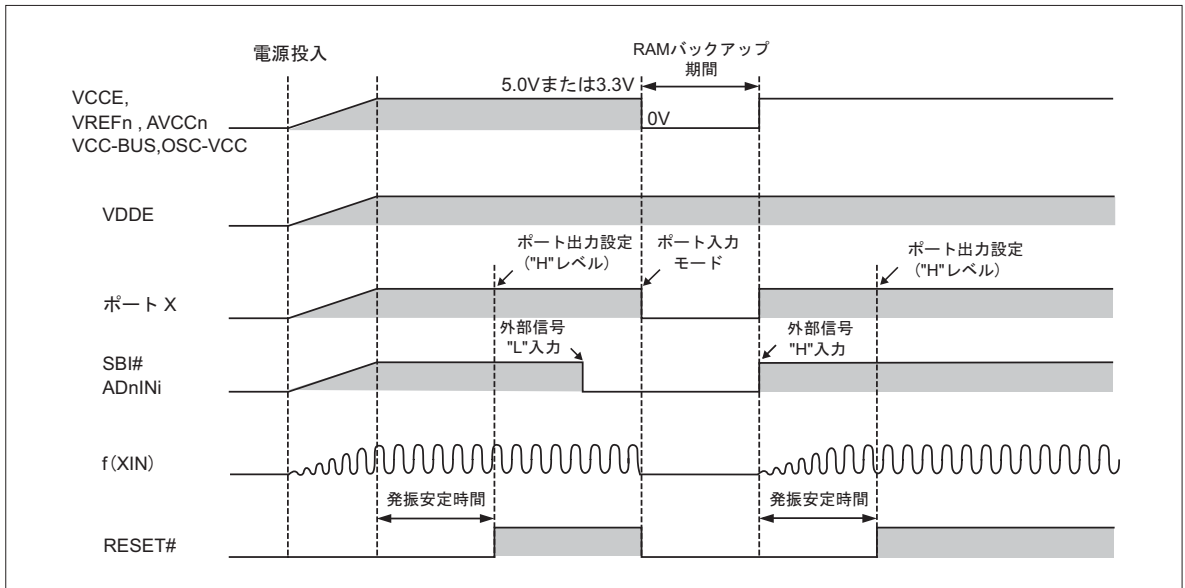 電源投入
RAMバックアップ
期間
VCCE,
VREFn , AVCCn
VCC-BUS,OSC-VCC
5.0Vまたは3.3V
0V
VDDE
ポート出力設定
("H"レベル)
ポート入力
モード
ポート出力設定
("H"レベル)
ポート X
外部信号
"L"入力
外部信号
"H"入力
SBI#
ADnINi
f(XIN)
発振安定時間
発振安定時間
RESET#